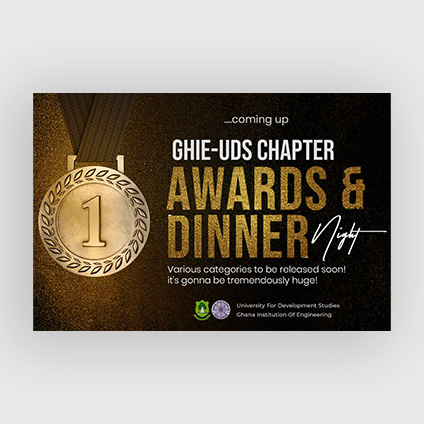 ....coming up
GHIE-UDS CHAPTER
AWARDS &
DINNER Night
Various categories to be released soon!
it's gonna be tremendously huge!
University For Development Studies
Ghana Institution Of Engineering
1